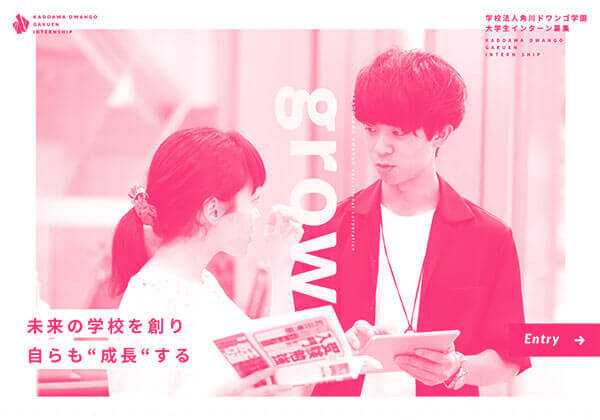 KADOAWA DWANGO
GAKUEN
INTERNSHIP
学校法人角川ドワンゴ学園
大学生インターン募集
KADOKAWA DWANGO
GAKUEN
INTERN SHIP
grow
未来の学校を創り
自らも“成長“する
Entry →